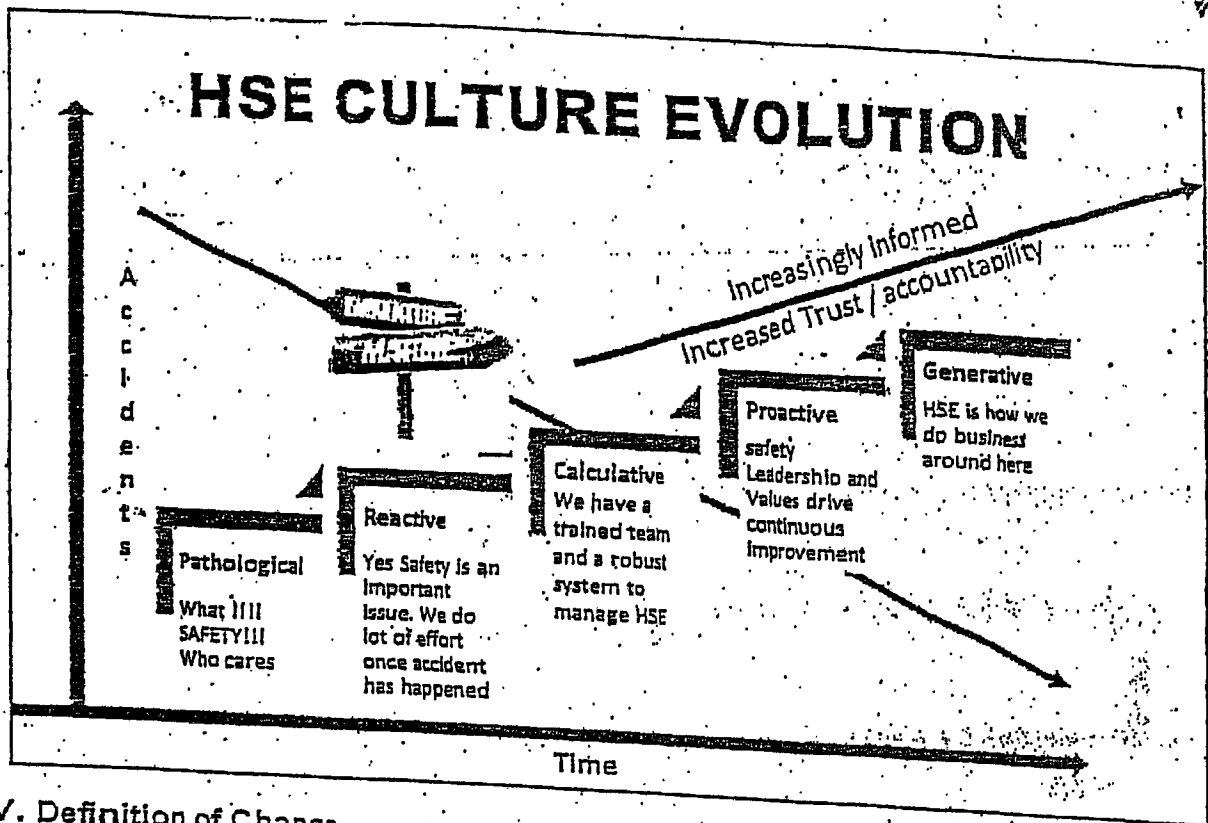 HSE CULTURE EVOLUTION
Accidents
Increasingly informed
Increased Trust / accountability
Pathological
What !!!!
SAFETY!!!
Who cares
Reactive
Yes Safety is an
important
issue. We do
lot of effort
once accident
has happened
Calculative
We have a
trained team
and a robust
system to
manage HSE
Proactive
safety
Leadership and
Values drive
continuous
improvement
Generative
HSE is how we
do business
around here
Time
V. Definition of Change